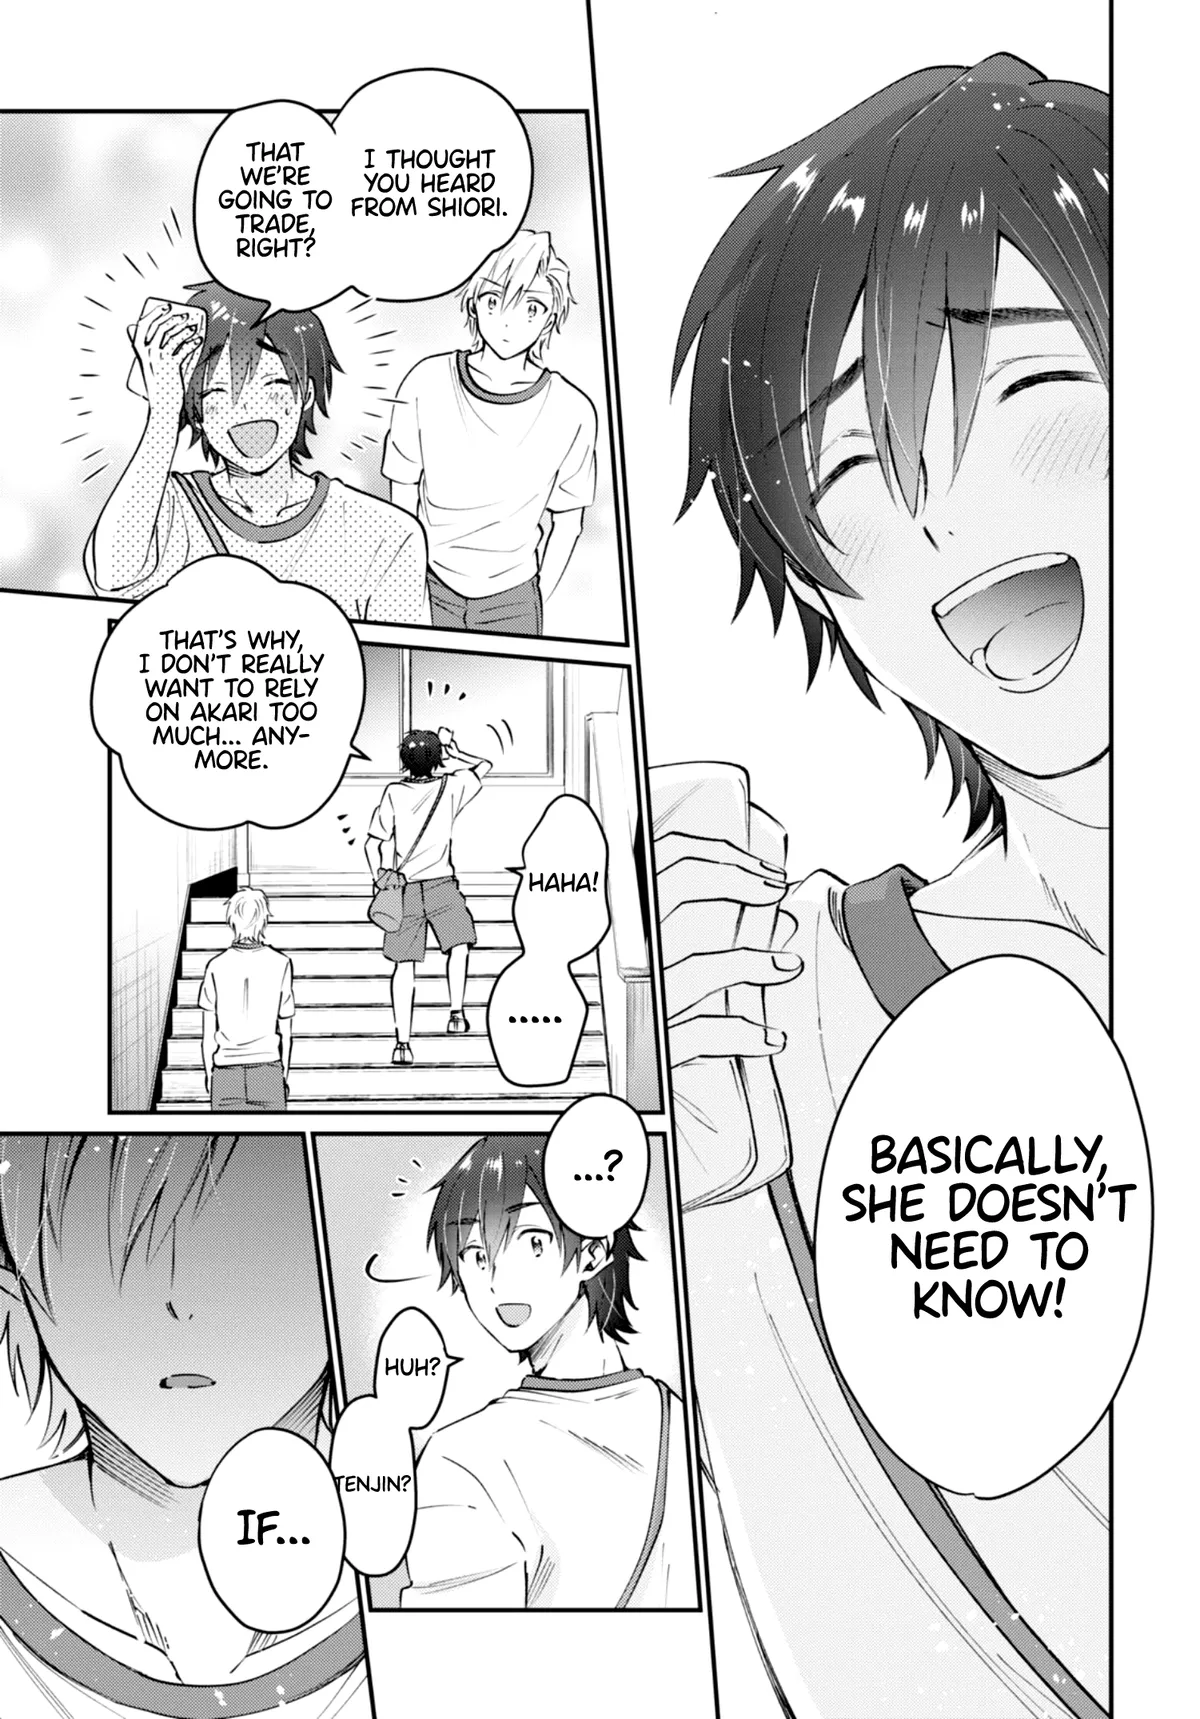 BASICALLY,
SHE DOESN'T
NEED TO
KNOW!
I THOUGHT
YOU HEARD
FROM SHIORI.
THAT
WE'RE
GOING TO
TRADE,
RIGHT?
THAT'S WHY,
I DON'T REALLY
WANT TO RELY
ON AKARI TOO
MUCH... ANY-
MORE.
HAHA!
.....
...?
HUH?
TENJIN?
IF...